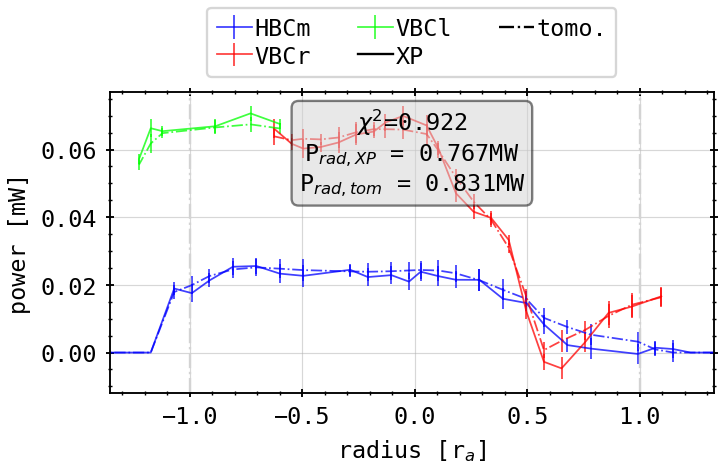 HBCm VBCl tomo.
VBCr XP
χ²=0.922
P_rad,XP = 0.767MW
P_rad,tom = 0.831MW
power [mW]
0.06
0.04
0.02
0.00
−1.0 −0.5 0.0 0.5 1.0
radius [r_a]